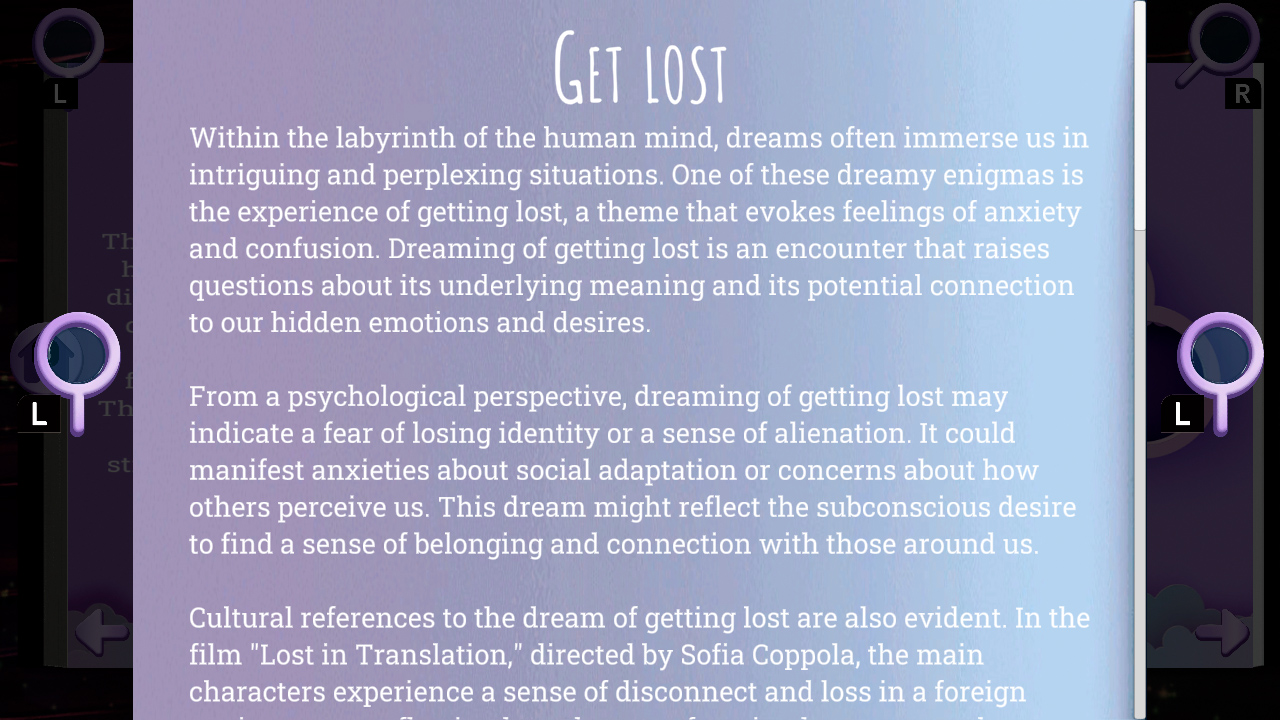 Get lost
L
R
Within the labyrinth of the human mind, dreams often immerse us in
intriguing and perplexing situations. One of these dreamy enigmas is
the experience of getting lost, a theme that evokes feelings of anxiety
and confusion. Dreaming of getting lost is an encounter that raises
questions about its underlying meaning and its potential connection
to our hidden emotions and desires.
From a psychological perspective, dreaming of getting lost may
indicate a fear of losing identity or a sense of alienation. It could
manifest anxieties about social adaptation or concerns about how
others perceive us. This dream might reflect the subconscious desire
to find a sense of belonging and connection with those around us.
L
L
Cultural references to the dream of getting lost are also evident. In the
film "Lost in Translation," directed by Sofia Coppola, the main
characters experience a sense of disconnect and loss in a foreign